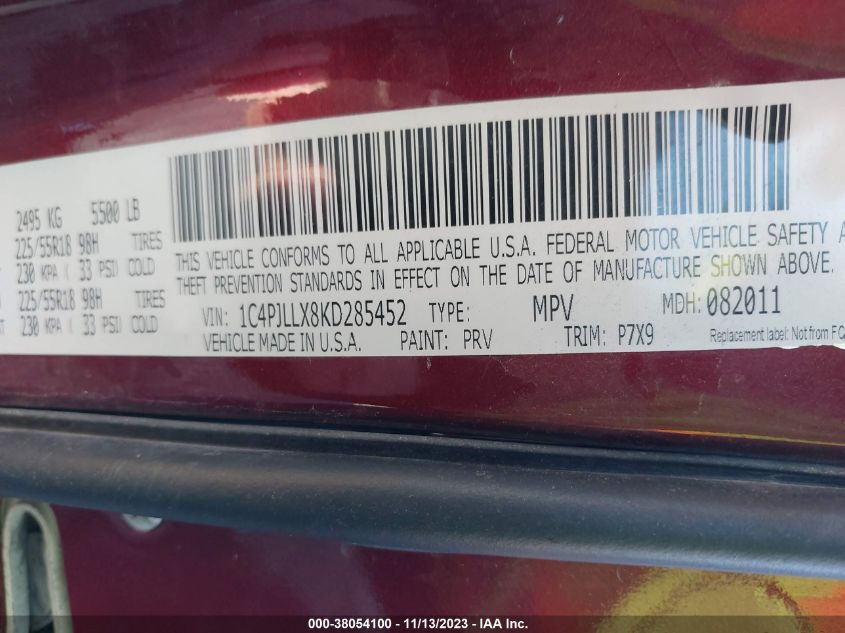 2495 KG 5500 LB
225/55R18 98H TIRES
230 KPA ( 33 PSI) COLD
225/55R18 98H TIRES
230 KPA ( 33 PSI) COLD
THIS VEHICLE CONFORMS TO ALL APPLICABLE U.S.A. FEDERAL MOTOR VEHICLE SAFETY A
THEFT PREVENTION STANDARDS IN EFFECT ON THE DATE OF MANUFACTURE SHOWN ABOVE.
VIN: 1C4PJLLX8KD285452 TYPE: MPV MDH: 082011
VEHICLE MADE IN U.S.A. PAINT: PRV TRIM: P7X9 Replacement label: Not from FC
000-38054100 - 11/13/2023 - IAA Inc.